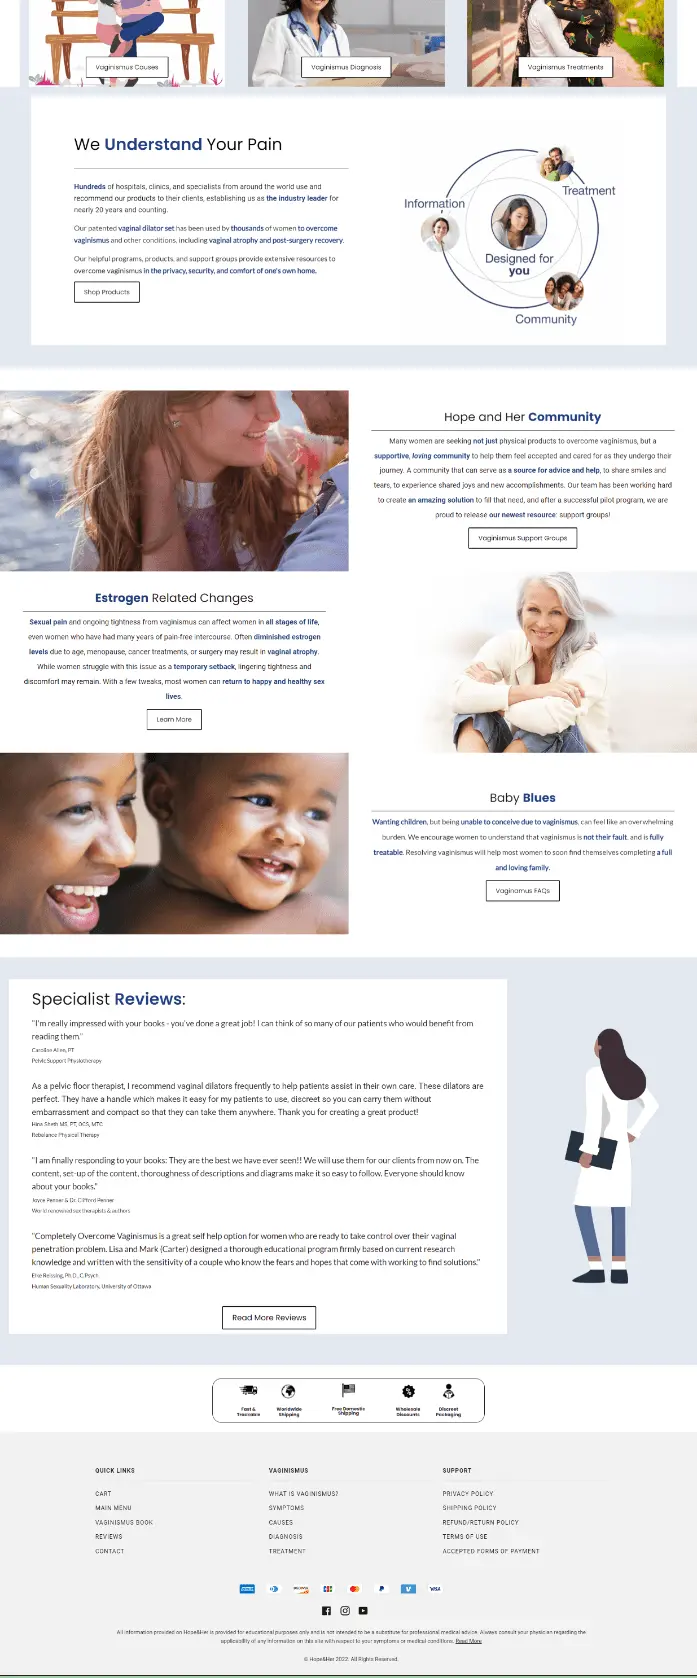 Vaginismus Causes
Vaginismus Diagnosis
Vaginismus Treatments
We Understand Your Pain
Hundreds of hospitals, clinics, and specialists from around the world use and
recommend our products to their clients, establishing us as the industry leader for
nearly 20 years and counting.
Our patented vaginal dilator set has been used by thousands of women to overcome
vaginismus and other conditions, including vaginal atrophy and post-surgery recovery.
Our helpful programs, products, and support groups provide extensive resources to
overcome vaginismus in the privacy, security, and comfort of one's own home.
Shop Products
Treatment
Information
Designed for
you
Community
Hope and Her Community
Many women are seeking not just physical products to overcome vaginismus, but a
supportive, loving community to help them feel accepted and cared for as they undergo their
journey. A community that can serve as a source for advice and help, to share smiles and
tears, to experience shared joys and new accomplishments. Our team has been working hard
to create an amazing solution to fill that need, and after a successful pilot program, we are
proud to release our newest resource: support groups!
Vaginismus Support Groups
Estrogen Related Changes
Sexual pain and ongoing tightness from vaginismus can affect women in all stages of life,
even women who have had many years of pain-free intercourse. Often diminished estrogen
levels due to age, menopause, cancer treatments, or surgery may result in vaginal atrophy.
While women struggle with this issue as a temporary setback, lingering tightness and
discomfort may remain. With a few tweaks, most women can return to happy and healthy sex
lives.
Learn More
Baby Blues
Wanting children, but being unable to conceive due to vaginismus, can feel like an overwhelming
burden. We encourage women to understand that vaginismus is not their fault, and is fully
treatable. Resolving vaginismus will help most women to soon find themselves completing a full
and loving family.
Vaginamus FAQs
Specialist Reviews:
"I'm really impressed with your books - you've done a great job! I can think of so many of our patients who would benefit from
reading them."
Caroline Allen, PT
Pelvic Support Physiotherapy
As a pelvic floor therapist, I recommend vaginal dilators frequently to help patients assist in their own care. These dilators are
perfect. They have a handle which makes it easy for my patients to use, discreet so you can carry them without
embarrassment and compact so that they can take them anywhere. Thank you for creating a great product!
Hina Sheth MS, PT, OCS, MTC
Rebalance Physical Therapy
"I am finally responding to your books: They are the best we have ever seen!! We will use them for our clients from now on. The
content, set-up of the content, thoroughness of descriptions and diagrams make it so easy to follow. Everyone should know
about your books."
Joyce Penner & Dr. Clifford Penner
World renowned sex therapists & authors
"Completely Overcome Vaginismus is a great self help option for women who are ready to take control over their vaginal
penetration problem. Lisa and Mark (Carter) designed a thorough educational program firmly based on current research
knowledge and written with the sensitivity of a couple who know the fears and hopes that come with working to find solutions."
Elke Reissing, Ph.D., C.Psych
Human Sexuality Laboratory, University of Ottawa
Read More Reviews
Fast &
Trackable
Worldwide
Shipping
Free Domestic
Shipping
Wholesale
Discounts
Discreet
Packaging
QUICK LINKS
CART
MAIN MENU
VAGINISMUS BOOK
REVIEWS
CONTACT
VAGINISMUS
WHAT IS VAGINISMUS?
SYMPTOMS
CAUSES
DIAGNOSIS
TREATMENT
SUPPORT
PRIVACY POLICY
SHIPPING POLICY
REFUND/RETURN POLICY
TERMS OF USE
ACCEPTED FORMS OF PAYMENT
VISA
All information provided on Hope&Her is provided for educational purposes only and is not intended to be a substitute for professional medical advice. Always consult your physician regarding the
applicability of any information on this site with respect to your symptoms or medical conditions. Read More
© Hope&Her 2022. All Rights Reserved.